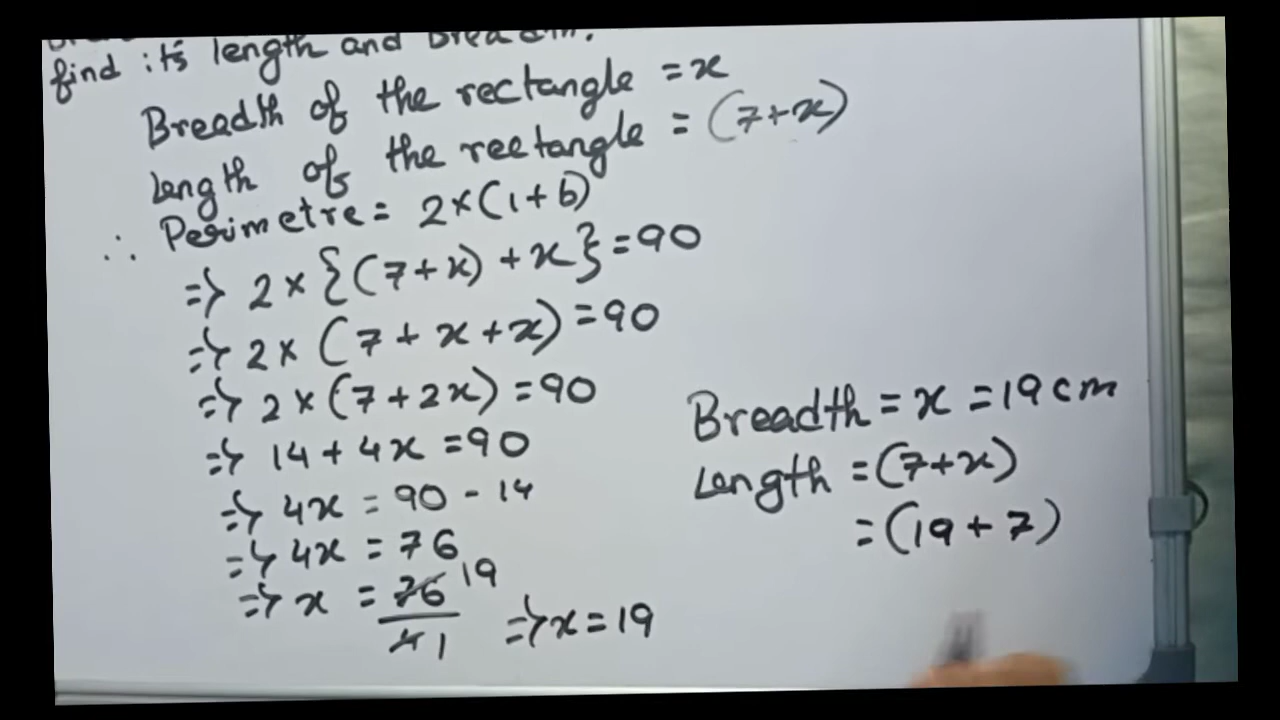 find its length and breadth.
Breadth of the rectangle = x
Length of the rectangle = (7+x)
∴ Perimetre = 2×(l+b)
=> 2×{(7+x)+x}=90
=> 2×(7+x+x)=90
=> 2×(7+2x)=90
=> 14+4x=90
=> 4x=90-14
=> 4x=76
=> x = 76/4 19 1 => x=19
Breadth = x = 19 cm
Length = (7+x)
= (19+7)